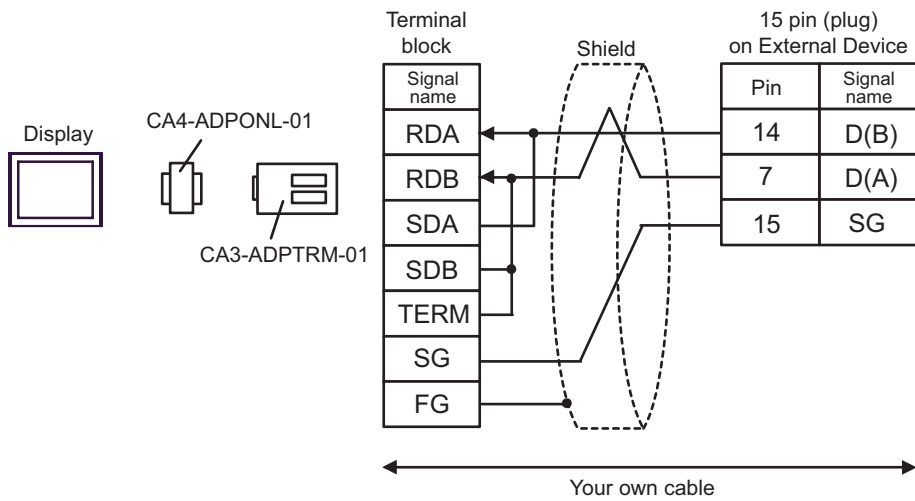 Terminal
block
15 pin (plug)
on External Device
Shield
Signal
name
Pin
Signal
name
Display
CA4-ADPONL-01
CA3-ADPTRM-01
RDA
14
D(B)
RDB
7
D(A)
SDA
15
SG
SDB
TERM
SG
FG
Your own cable